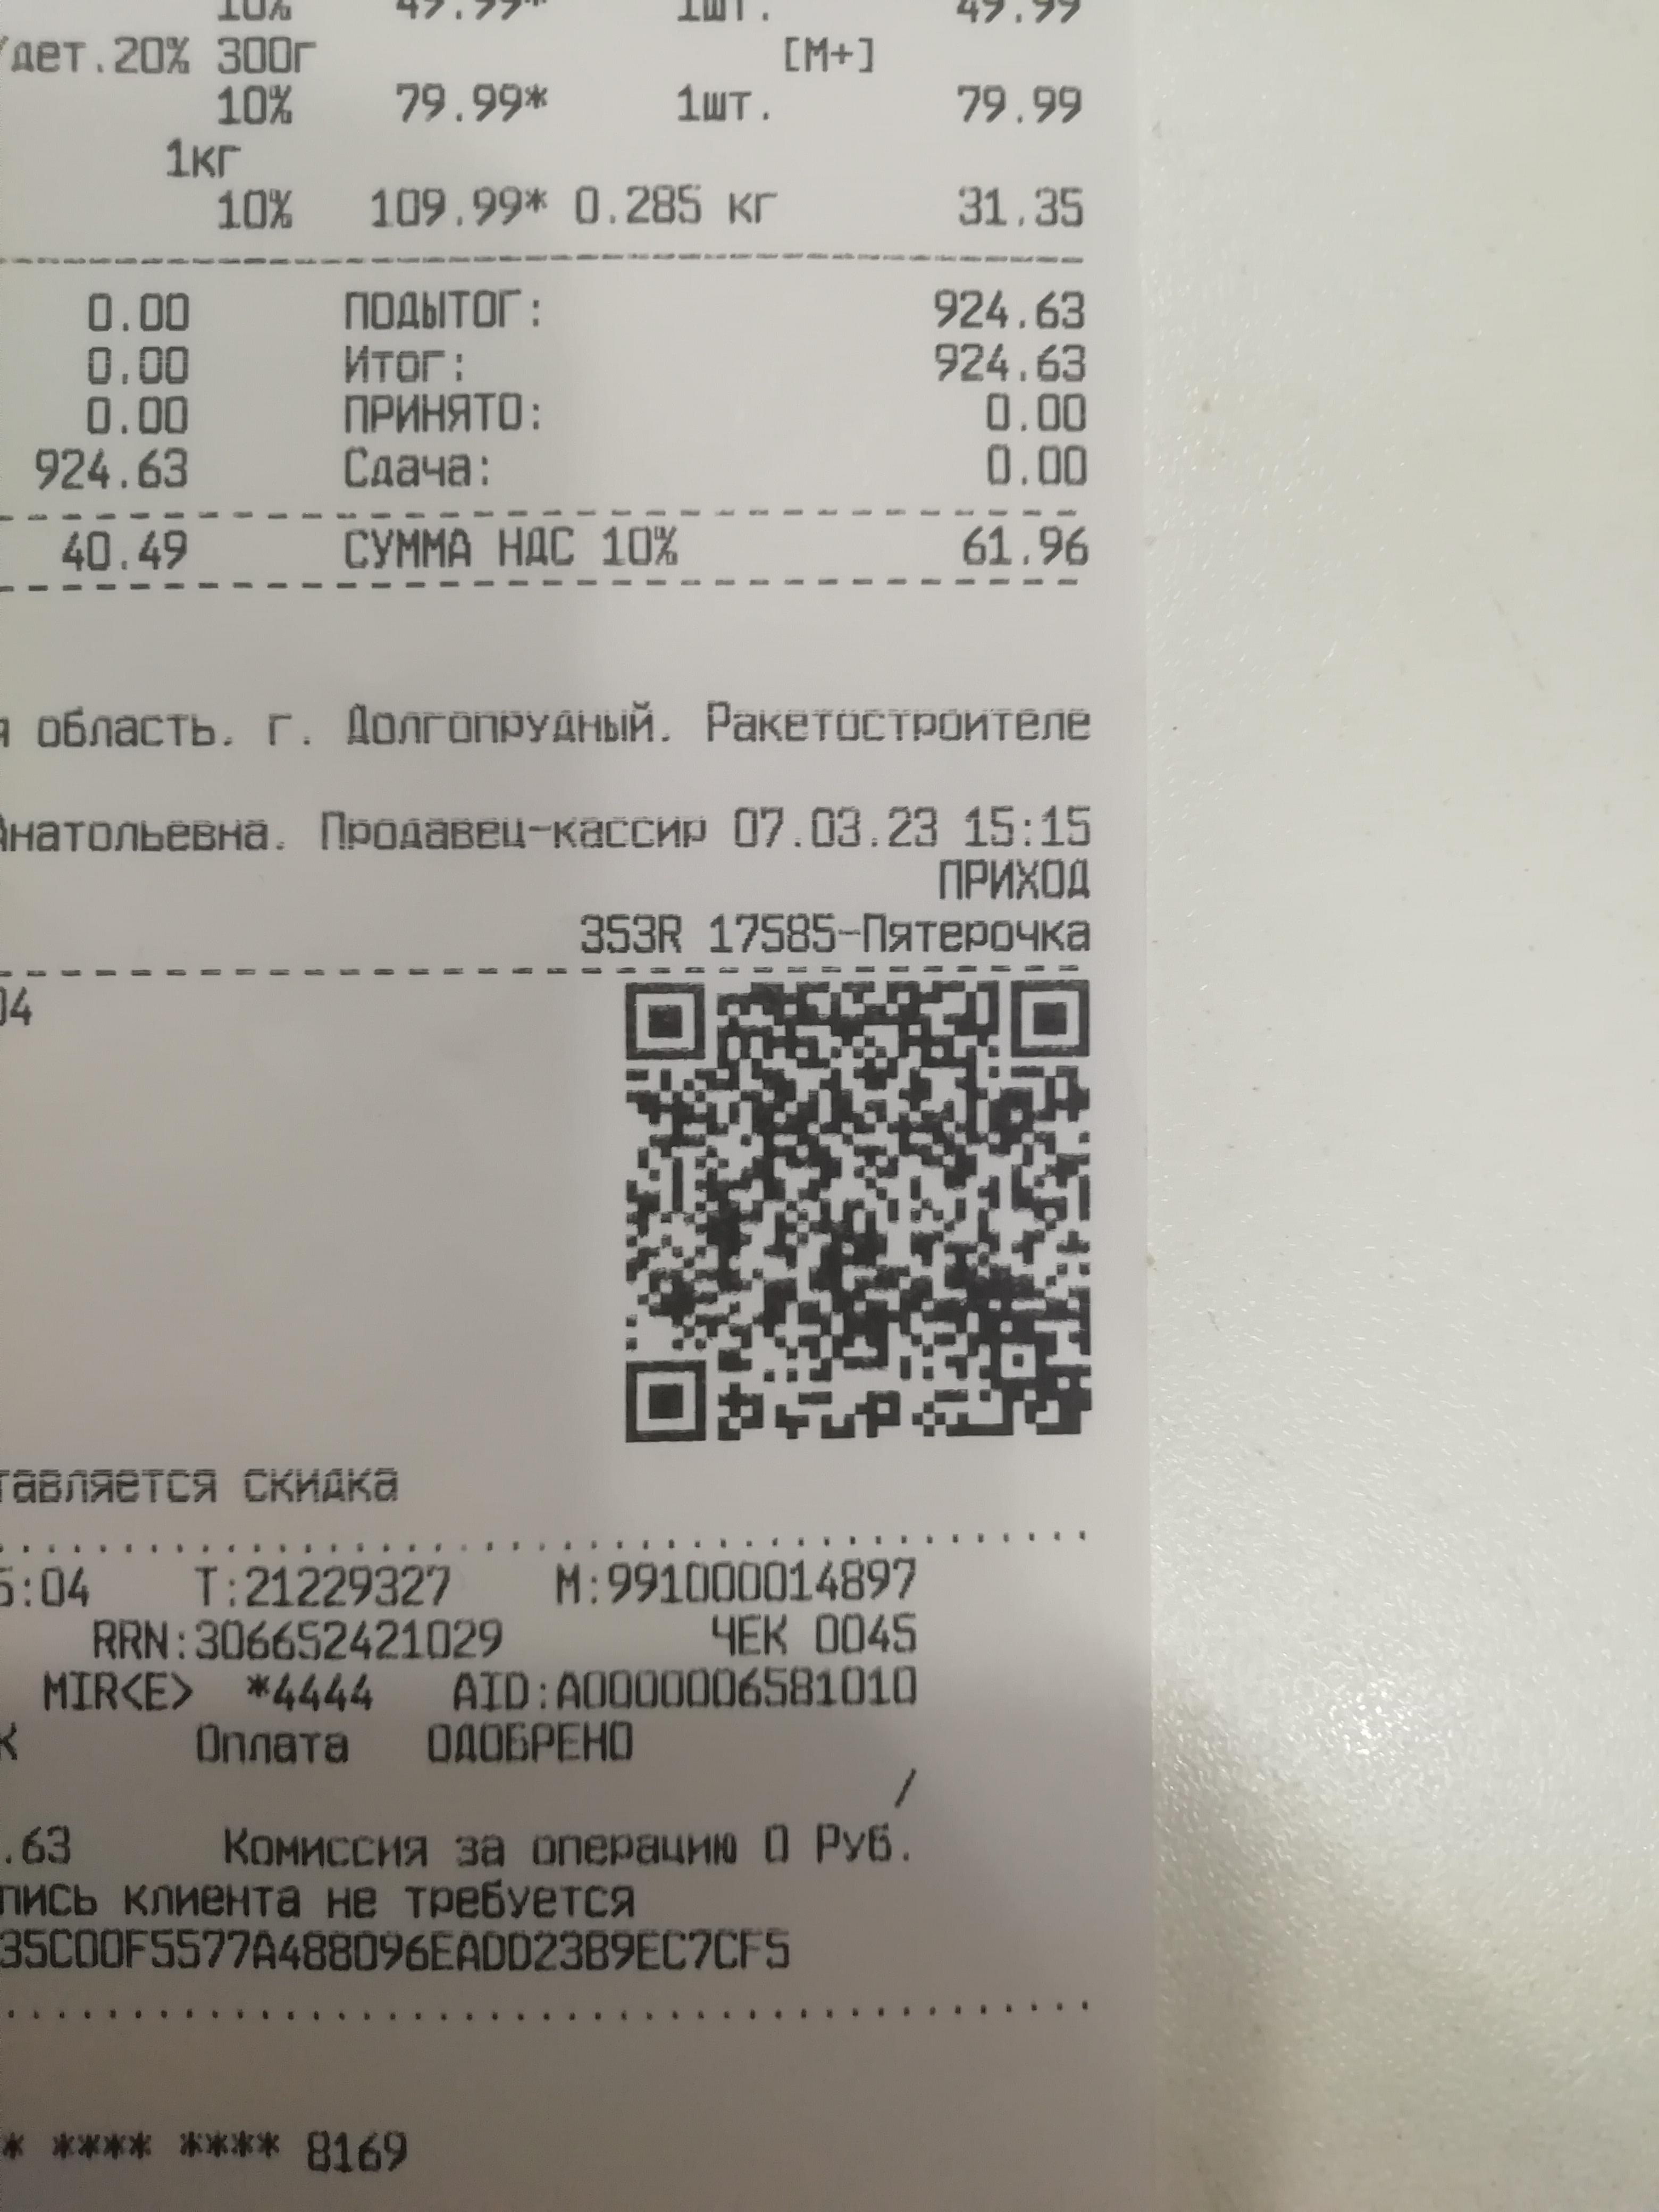 10% 49.99* 1шт. 49.99
/дет.20% 300г [М+]
10% 79.99* 1шт. 79.99
1кг
10% 109.99* 0.285 кг 31.35
0.00 ПОДЫТОГ: 924.63
0.00 Итог: 924.63
0.00 ПРИНЯТО: 0.00
924.63 Сдача: 0.00
40.49 СУММА НДС 10% 61.96
я область. г. Долгопрудный. Ракетостроителе
Анатольевна. Продавец-кассир 07.03.23 15:15
ПРИХОД
353R 17585-Пятерочка
04
тавляется скидка
5:04 Т:21229327 М:991000014897
RRN:306652421029 ЧЕК 0045
MIR<E> *4444 AID:A0000006581010
К Оплата ОДОБРЕНО
/
.63 Комиссия за операцию 0 Руб.
пись клиента не требуется
35C00F5577A488096EADD23B9EC7CF5
* **** **** 8169